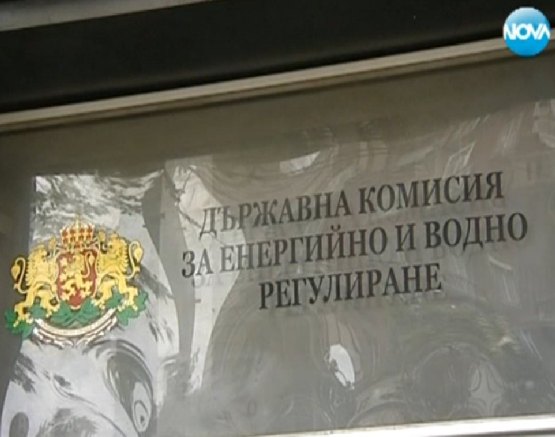 NOVA
ДЪРЖАВНА КОМИСИЯ
ЗА ЕНЕРГИЙНО И ВОДНО
РЕГУЛИРАНЕ